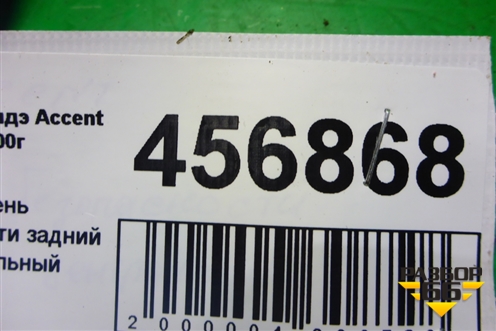 ндэ Accent
00г
456868
ень
ти задний
льный
РАЗБОР
66